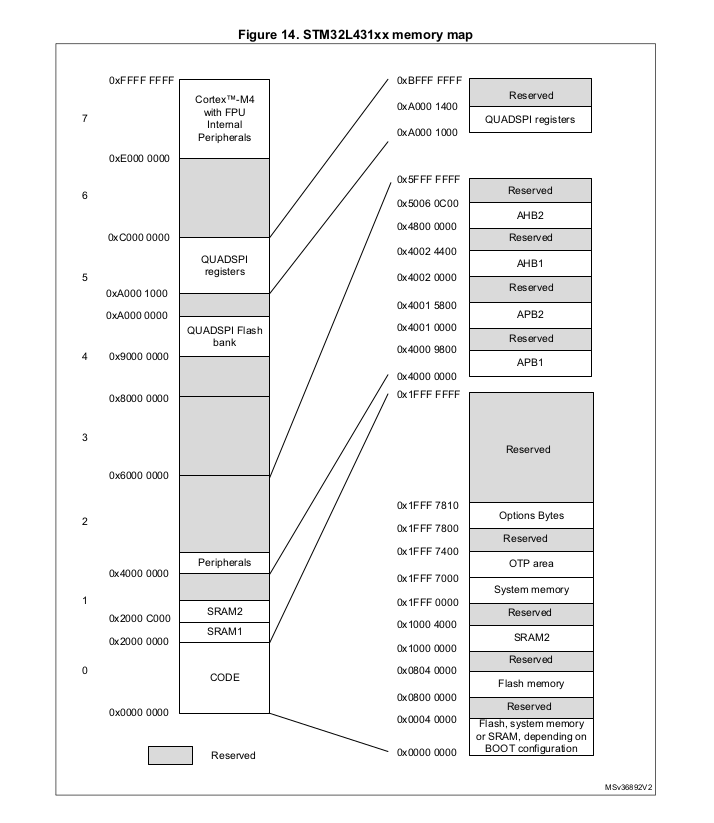 Figure 14. STM32L431xx memory map
0xFFFF FFFF
7
Cortex™-M4
with FPU
Internal
Peripherals
0xE000 0000
6
0xC000 0000
5
QUADSPI
registers
0xA000 1000
0xA000 0000
QUADSPI Flash
bank
4
0x9000 0000
0x8000 0000
3
0x6000 0000
2
Peripherals
0x4000 0000
1
SRAM2
0x2000 C000
SRAM1
0x2000 0000
0
CODE
0x0000 0000
Reserved
0xBFFF FFFF
Reserved
0xA000 1400
QUADSPI registers
0xA000 1000
0x5FFF FFFF
Reserved
0x5006 0C00
AHB2
0x4800 0000
Reserved
0x4002 4400
AHB1
0x4002 0000
Reserved
0x4001 5800
APB2
0x4001 0000
Reserved
0x4000 9800
APB1
0x4000 0000
0x1FFF FFFF
Reserved
0x1FFF 7810
Options Bytes
0x1FFF 7800
Reserved
0x1FFF 7400
OTP area
0x1FFF 7000
System memory
0x1FFF 0000
Reserved
0x1000 4000
SRAM2
0x1000 0000
Reserved
0x0804 0000
Flash memory
0x0800 0000
Reserved
0x0004 0000
Flash, system memory
or SRAM, depending on
BOOT configuration
0x0000 0000
MSv36892V2